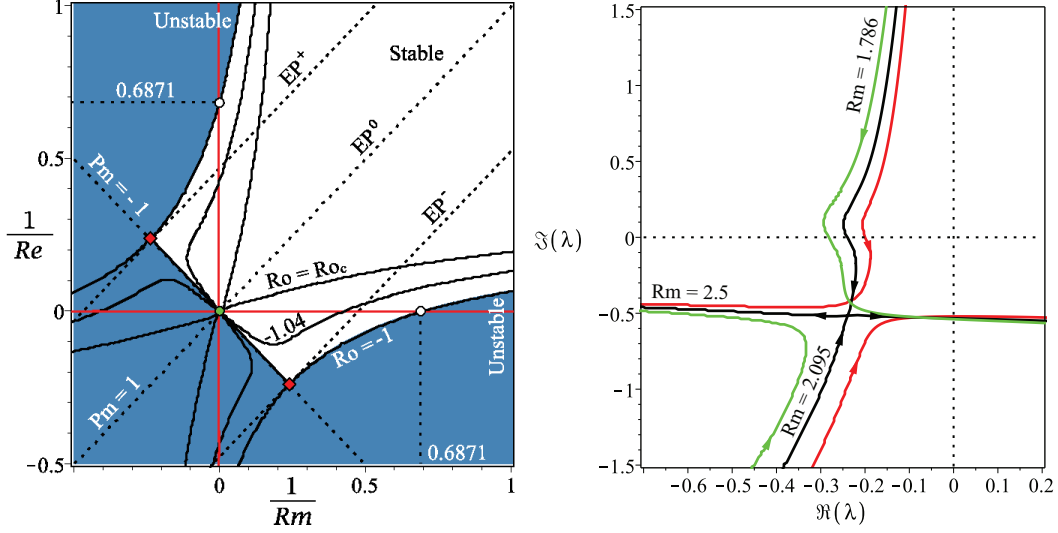 1
Unstable
Stable
EP+
0.6871
EP0
0.5
Pm = - 1
EP-
1
Re
Ro = Roc
0
-1.04
Ro = -1
Unstable
Pm = 1
0.6871
-0.5
0
0.5
1
1
Rm
1.5
Rm = 1.786
1
0.5
ℑ(λ)
0
Rm = 2.5
-0.5
-1
Rm = 2.095
-1.5
-0.6
-0.5
-0.4
-0.3
-0.2
-0.1
0
0.1
0.2
ℜ(λ)